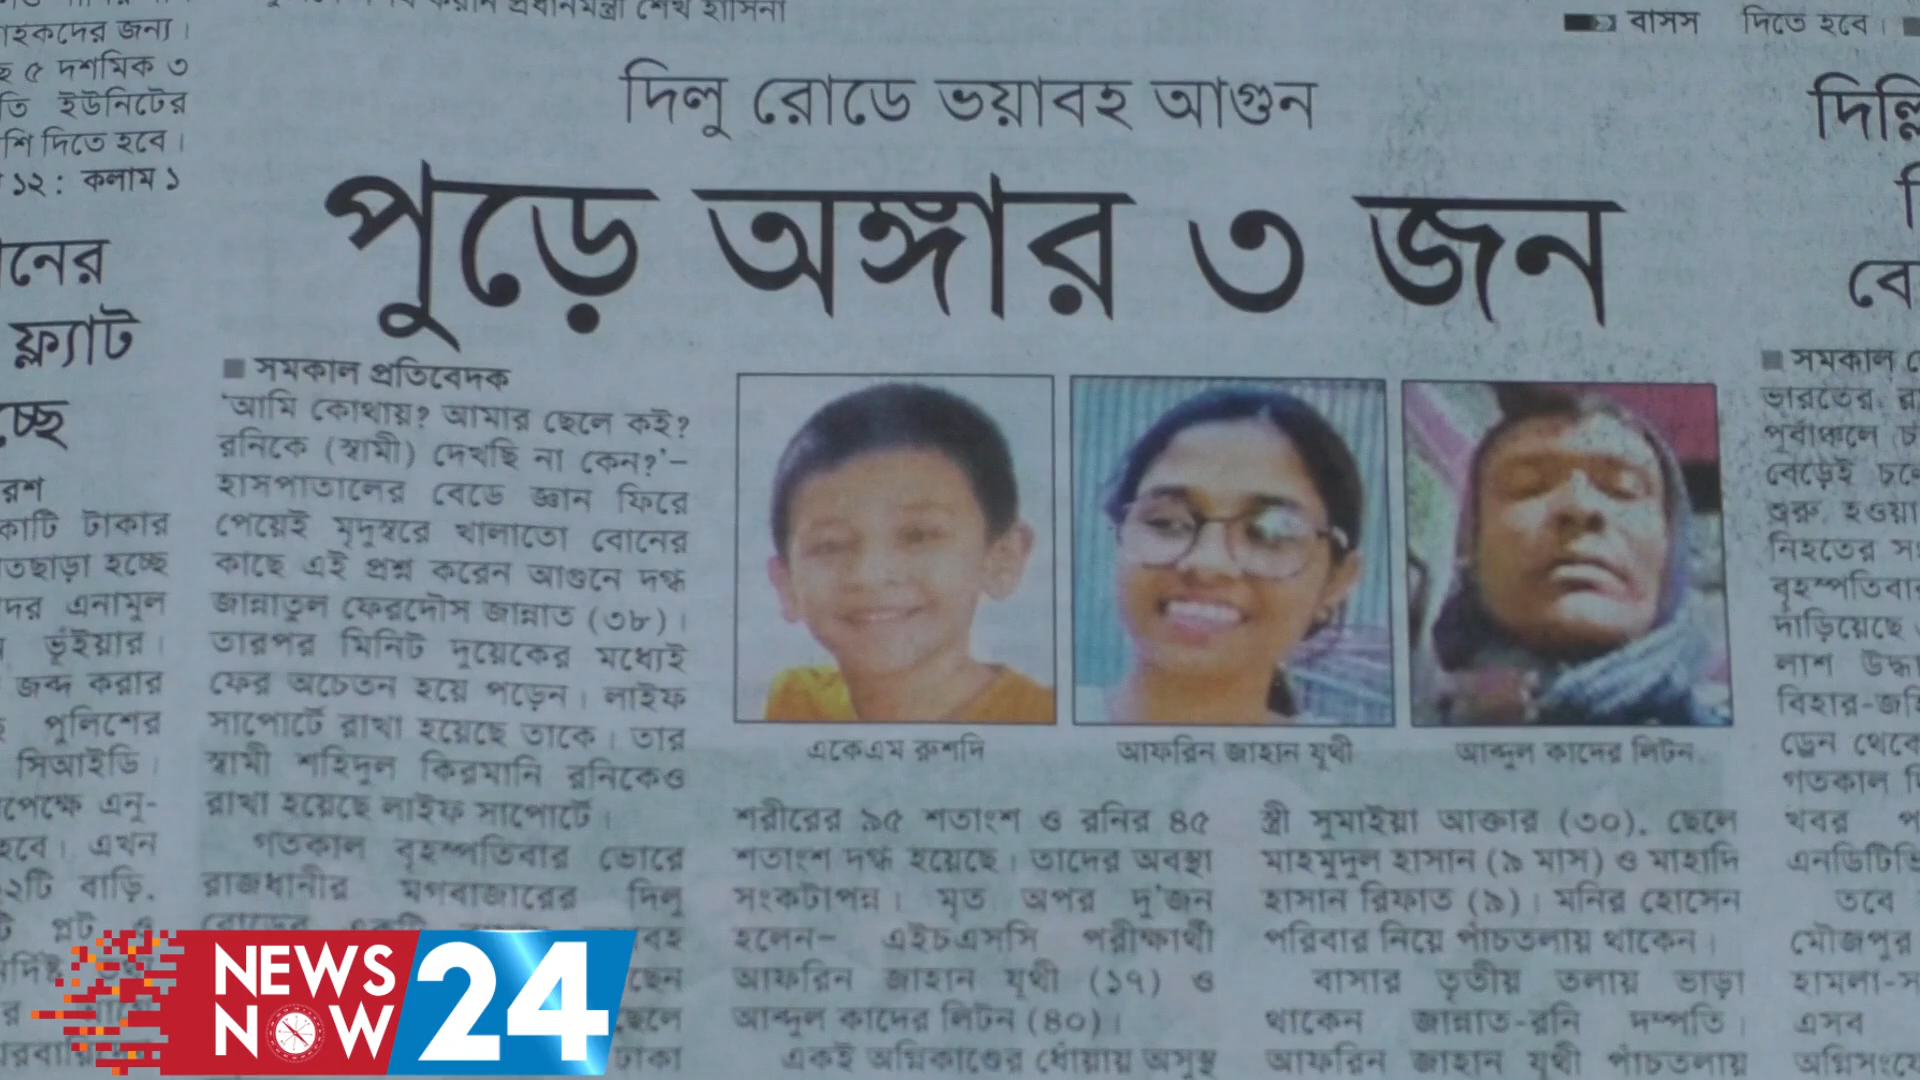 করান প্রধানমন্ত্রী শেখ হাসিনা
বাসস
দিতে হবে।
হকদের জন্য।
৫ দশমিক ৩
ইউনিটের
দিতে হবে।
১২ : কলাম ১
নের
ফ্ল্যাট
চ্ছে
টাকার
হচ্ছে
এনামুল
ভূঁইয়ার।
জব্দ করার
পুলিশের
সিআইডি।
এনু-
হবে। এখন
২টি বাড়ি,
দিলু রোডে ভয়াবহ আগুন
পুড়ে অঙ্গার ৩ জন
সমকাল প্রতিবেদক
'আমি কোথায়? আমার ছেলে কই?
রনিকে (স্বামী) দেখছি না কেন?'–
হাসপাতালের বেডে জ্ঞান ফিরে
পেয়েই মৃদুস্বরে খালাতো বোনের
কাছে এই প্রশ্ন করেন আগুনে দগ্ধ
জান্নাতুল ফেরদৌস জান্নাত (৩৮)।
তারপর মিনিট দুয়েকের মধ্যেই
ফের অচেতন হয়ে পড়েন। লাইফ
সাপোর্টে রাখা হয়েছে তাকে। তার
স্বামী শহিদুল কিরমানি রনিকেও
রাখা হয়েছে লাইফ সাপোর্টে।
গতকাল বৃহস্পতিবার ভোরে
রাজধানীর মগবাজারের দিলু
একেএম রুশদি
আফরিন জাহান যুথী
আব্দুল কাদের লিটন
শরীরের ৯৫ শতাংশ ও রনির ৪৫
শতাংশ দগ্ধ হয়েছে। তাদের অবস্থা
সংকটাপন্ন। মৃত অপর দু'জন
হলেন– এইচএসসি পরীক্ষার্থী
আফরিন জাহান যূথী (১৭) ও
আব্দুল কাদের লিটন (৪০)।
একই অগ্নিকাণ্ডের ধোঁয়ায় অসুস্থ
স্ত্রী সুমাইয়া আক্তার (৩০), ছেলে
মাহমুদুল হাসান (৯ মাস) ও মাহাদি
হাসান রিফাত (৯)। মনির হোসেন
পরিবার নিয়ে পাঁচতলায় থাকেন।
বাসার তৃতীয় তলায় ভাড়া
থাকেন জান্নাত-রনি দম্পতি।
আফরিন জাহান যূথী পাঁচতলায়
দিল্লি
সমকাল
ভারতের
পূর্বাঞ্চলে
বেড়েই
শুরু হওয়া
নিহতের
বৃহস্পতিবার
দাঁড়িয়েছে
লাশ
ড্রেন থেকে
গতকাল
খবর
এনডিটিভি
তবে
মৌজপুর
এসব
NEWS
NOW
24